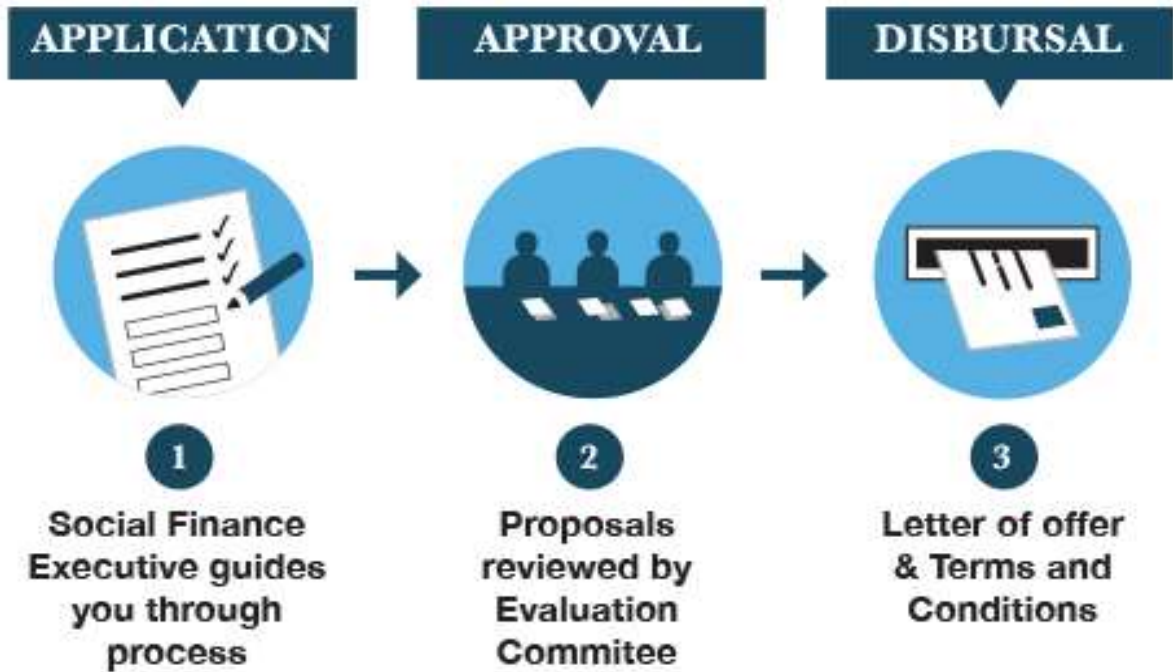 APPLICATION
APPROVAL
DISBURSAL
1
Social Finance
Executive guides
you through
process
2
Proposals
reviewed by
Evaluation
Commitee
3
Letter of offer
& Terms and
Conditions